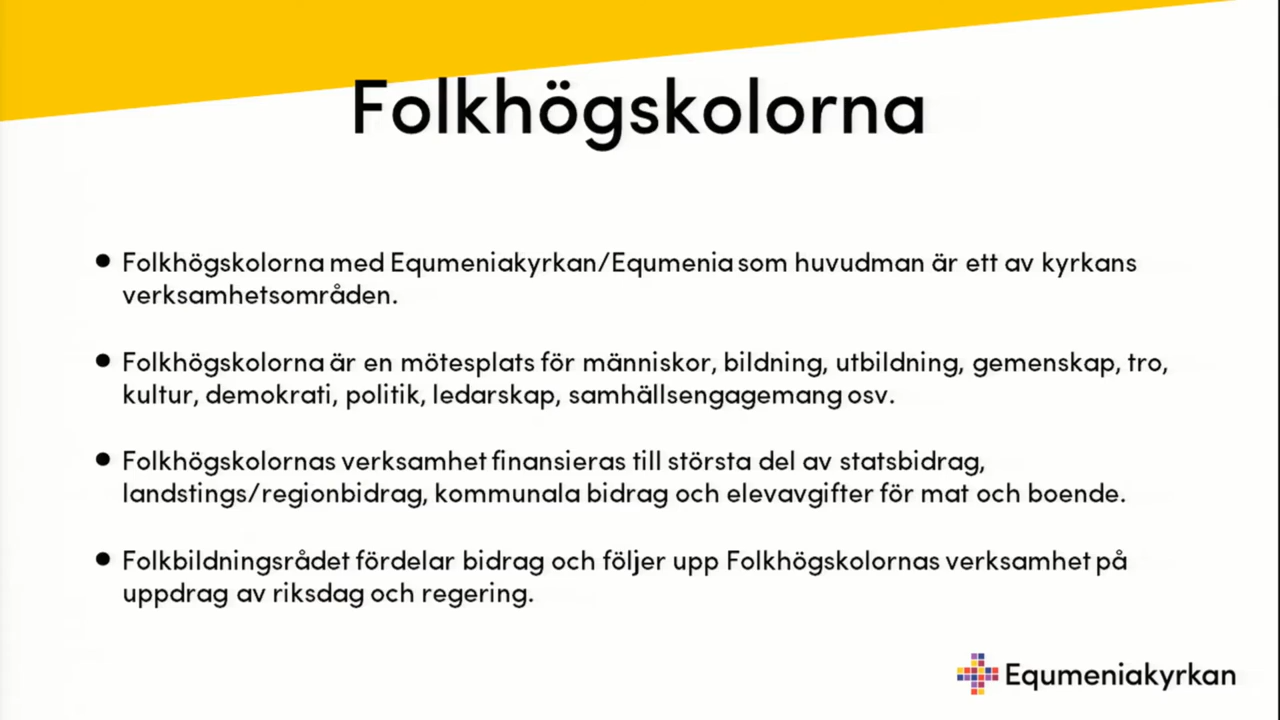 Folkhögskolorna
• Folkhögskolorna med Equmeniakyrkan/Equmenia som huvudman är ett av kyrkans
verksamhetsområden.
• Folkhögskolorna är en mötesplats för människor, bildning, utbildning, gemenskap, tro,
kultur, demokrati, politik, ledarskap, samhällsengagemang osv.
• Folkhögskolornas verksamhet finansieras till största del av statsbidrag,
landstings/regionbidrag, kommunala bidrag och elevavgifter för mat och boende.
• Folkbildningsrådet fördelar bidrag och följer upp Folkhögskolornas verksamhet på
uppdrag av riksdag och regering.
Equmeniakyrkan